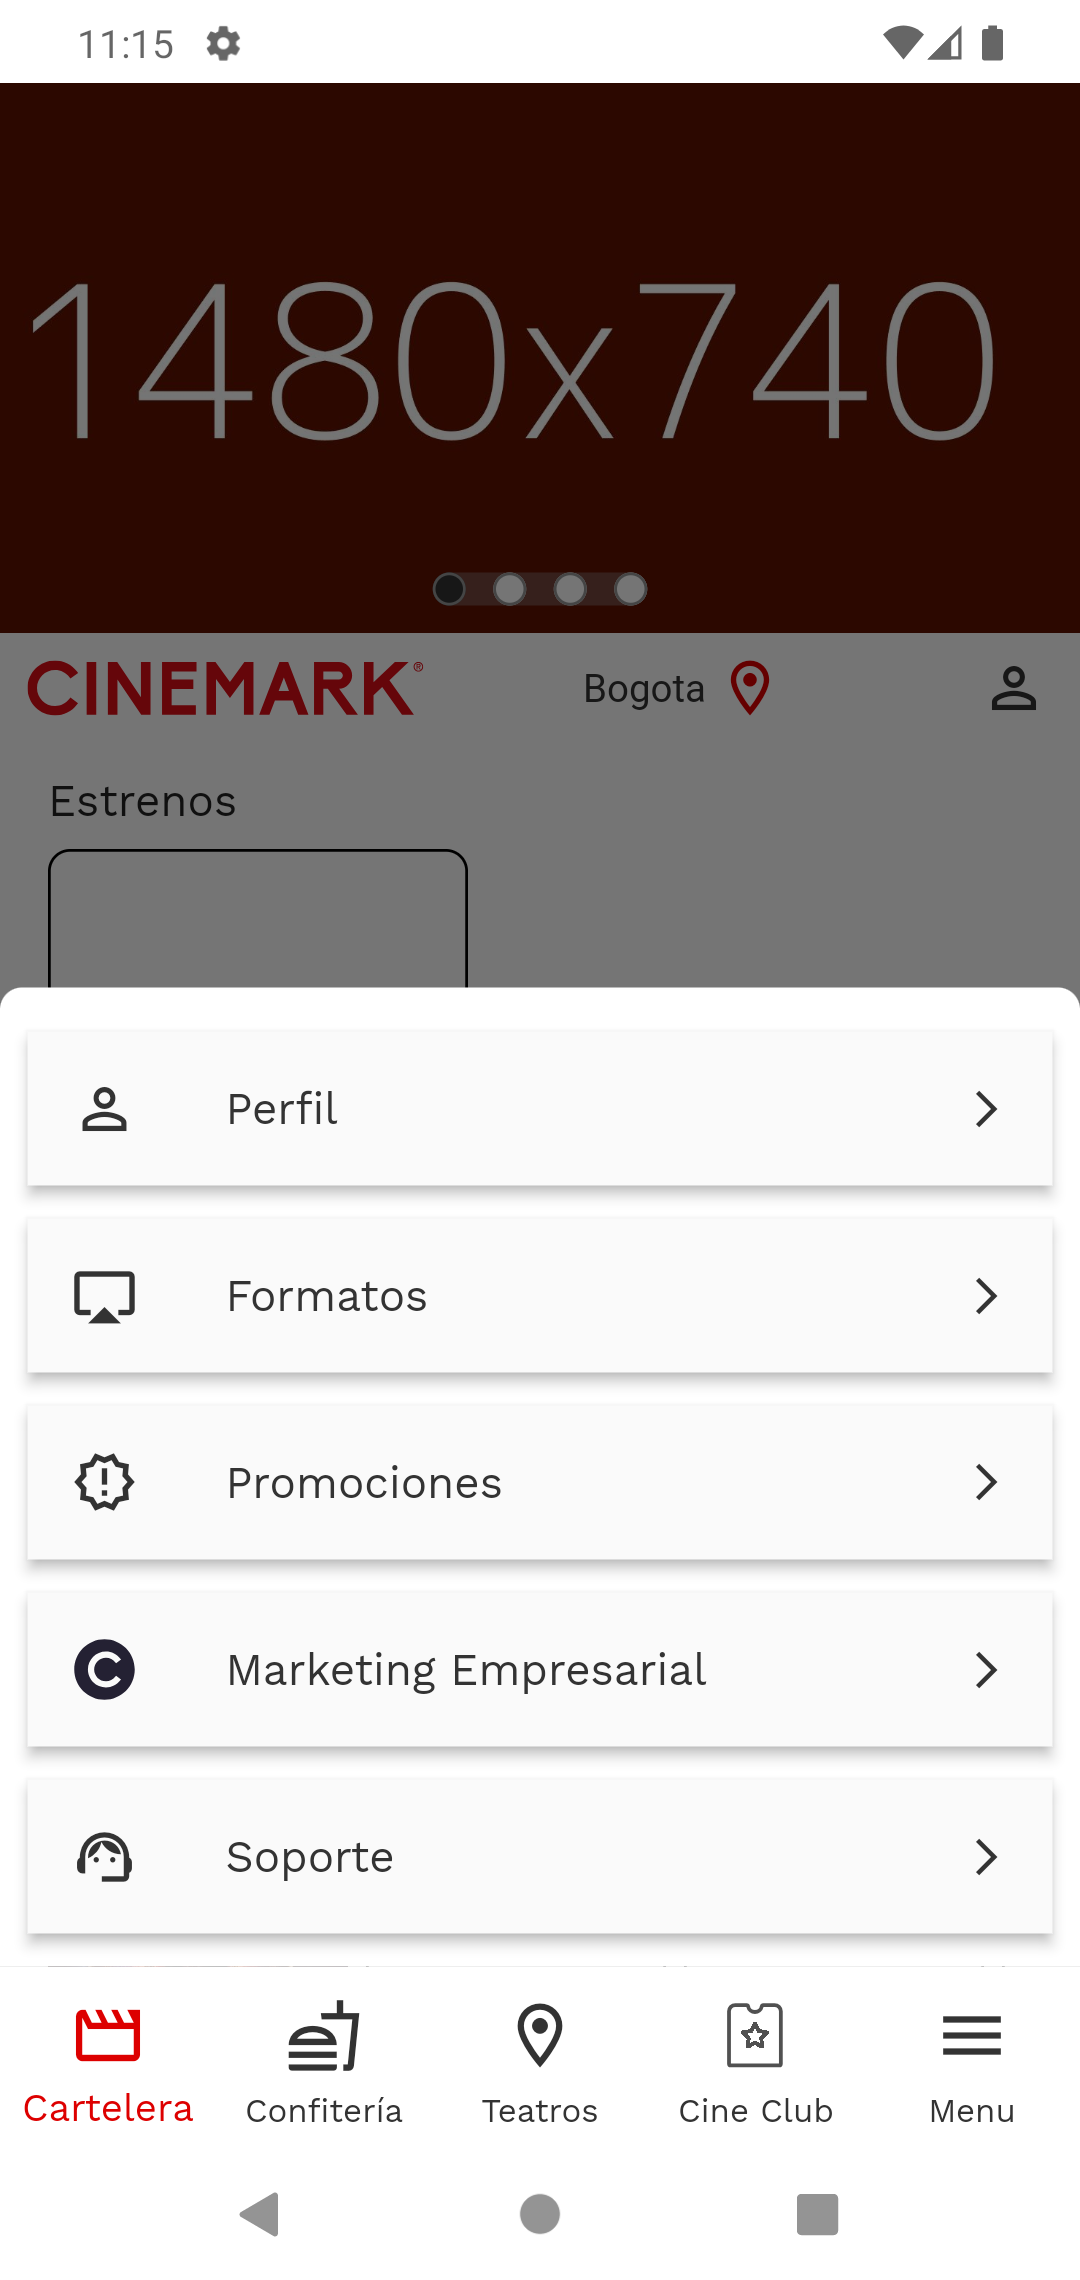 11:15
1480x740
CINEMARK®
Bogota
Estrenos
Perfil
Formatos
Promociones
Marketing Empresarial
Soporte
Cartelera
Confitería
Teatros
Cine Club
Menu